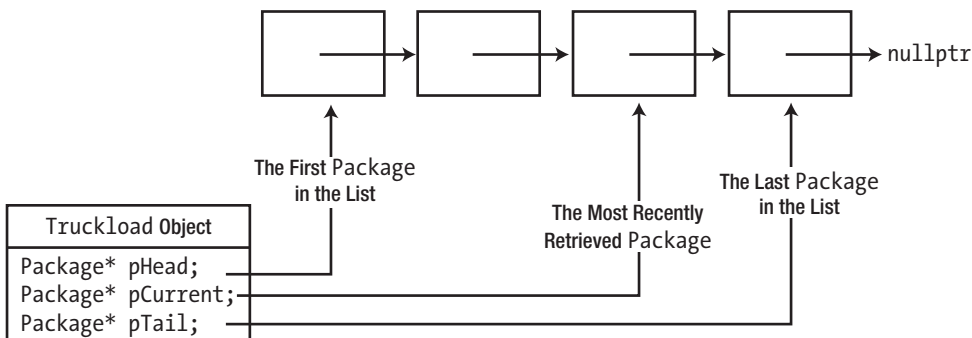 nullptr
The First Package
in the List
The Most Recently
Retrieved Package
The Last Package
in the List
Truckload Object
Package* pHead;
Package* pCurrent;
Package* pTail;